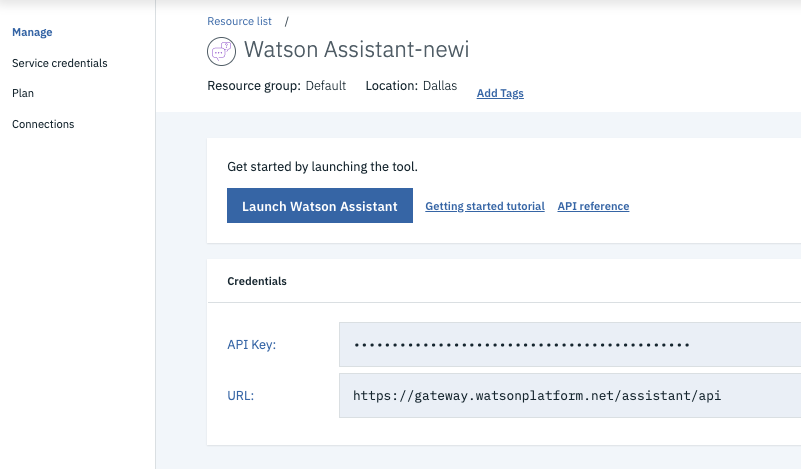 Manage
Service credentials
Plan
Connections
Resource list /
Watson Assistant-newi
Resource group: Default Location: Dallas Add Tags
Get started by launching the tool.
Launch Watson Assistant Getting started tutorial API reference
Credentials
API Key: ••••••••••••••••••••••••••••••••••••••••••••
URL: https://gateway.watsonplatform.net/assistant/api